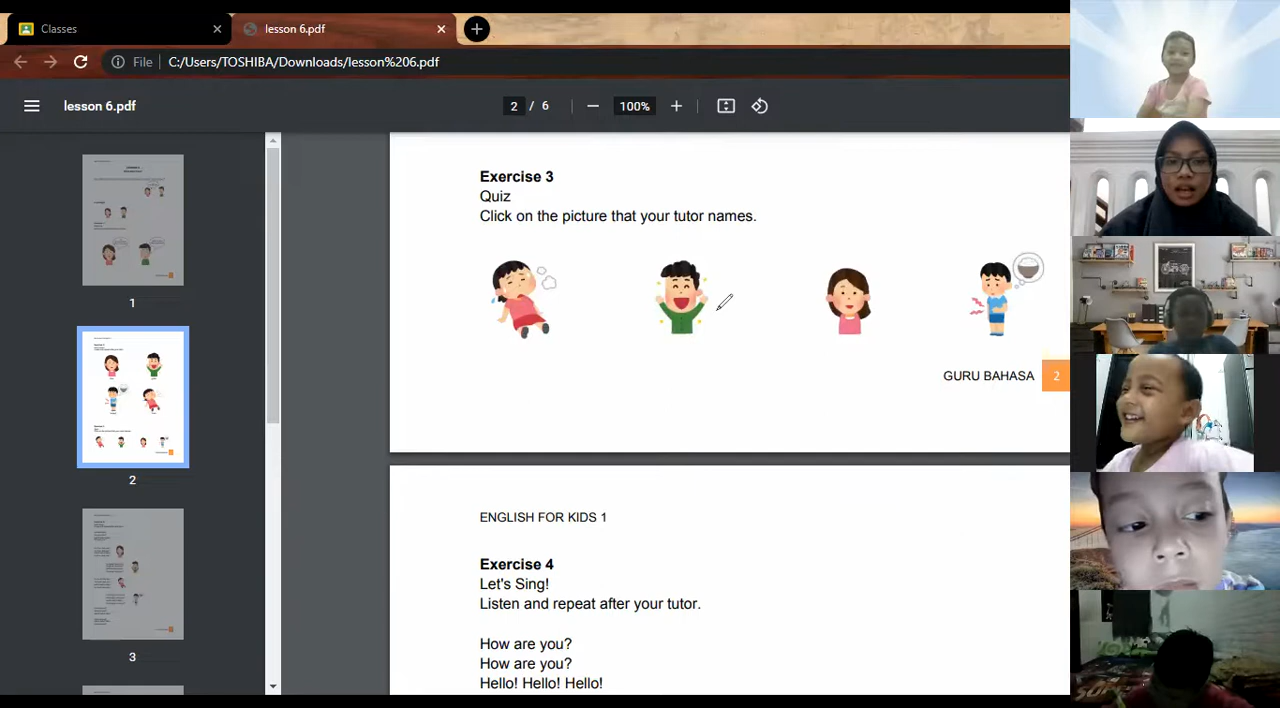 Classes
lesson 6.pdf
File
C:/Users/TOSHIBA/Downloads/lesson%206.pdf
lesson 6.pdf
2 / 6
100%
1
2
3
Exercise 3
Quiz
Click on the picture that your tutor names.
GURU BAHASA
2
ENGLISH FOR KIDS 1
Exercise 4
Let's Sing!
Listen and repeat after your tutor.
How are you?
How are you?
Hello! Hello! Hello!